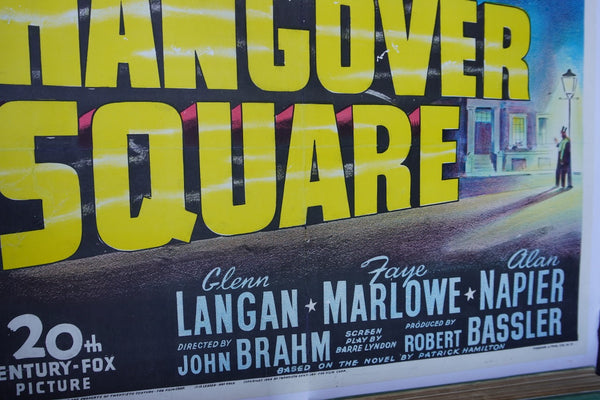 HANGOVER
SQUARE
Glenn LANGAN ★ Faye MARLOWE ★ Alan NAPIER
DIRECTED BY JOHN BRAHM SCREEN PLAY BY BARRE LYNDON PRODUCED BY ROBERT BASSLER
BASED ON THE NOVEL BY PATRICK HAMILTON
20th
CENTURY-FOX
PICTURE